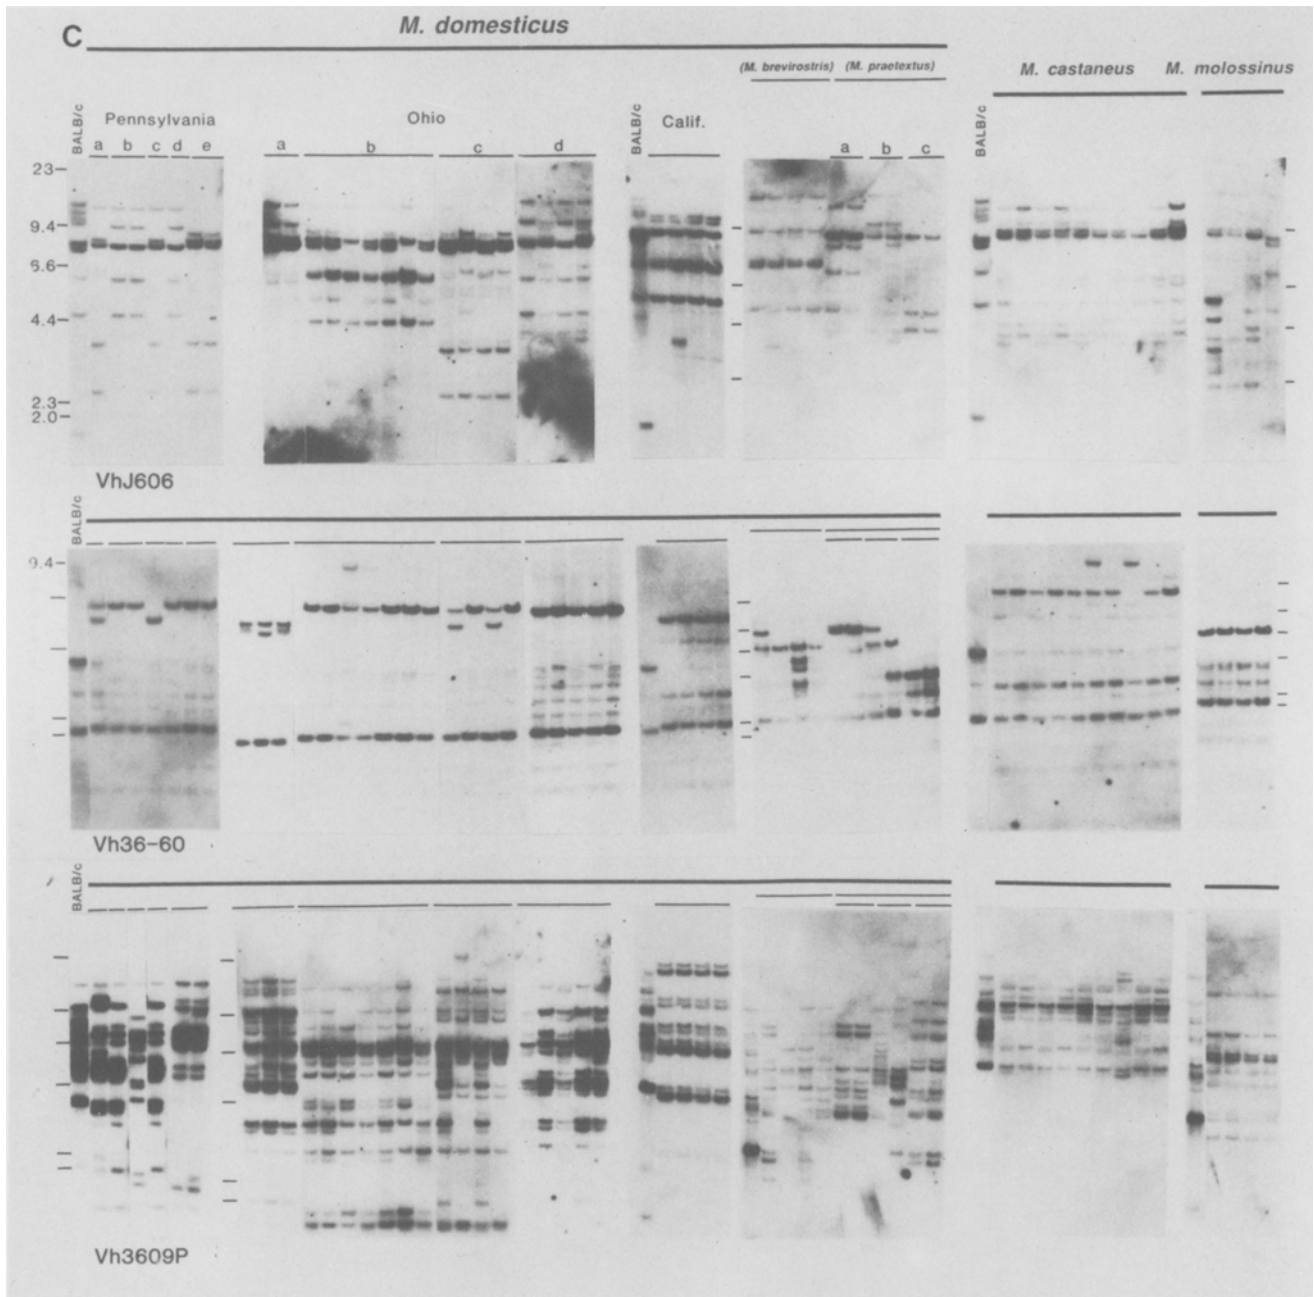 C
M. domesticus
(M. brevirostris) (M. praetextus)
M. castaneus M. molossinus
BALB/c Pennsylvania Ohio BALB/c Calif. BALB/c
a b c d e a b c d a b c
23
9.4
6.6
4.4
2.3
2.0
VhJ606
BALB/c
9.4
Vh36-60
BALB/c
Vh3609P